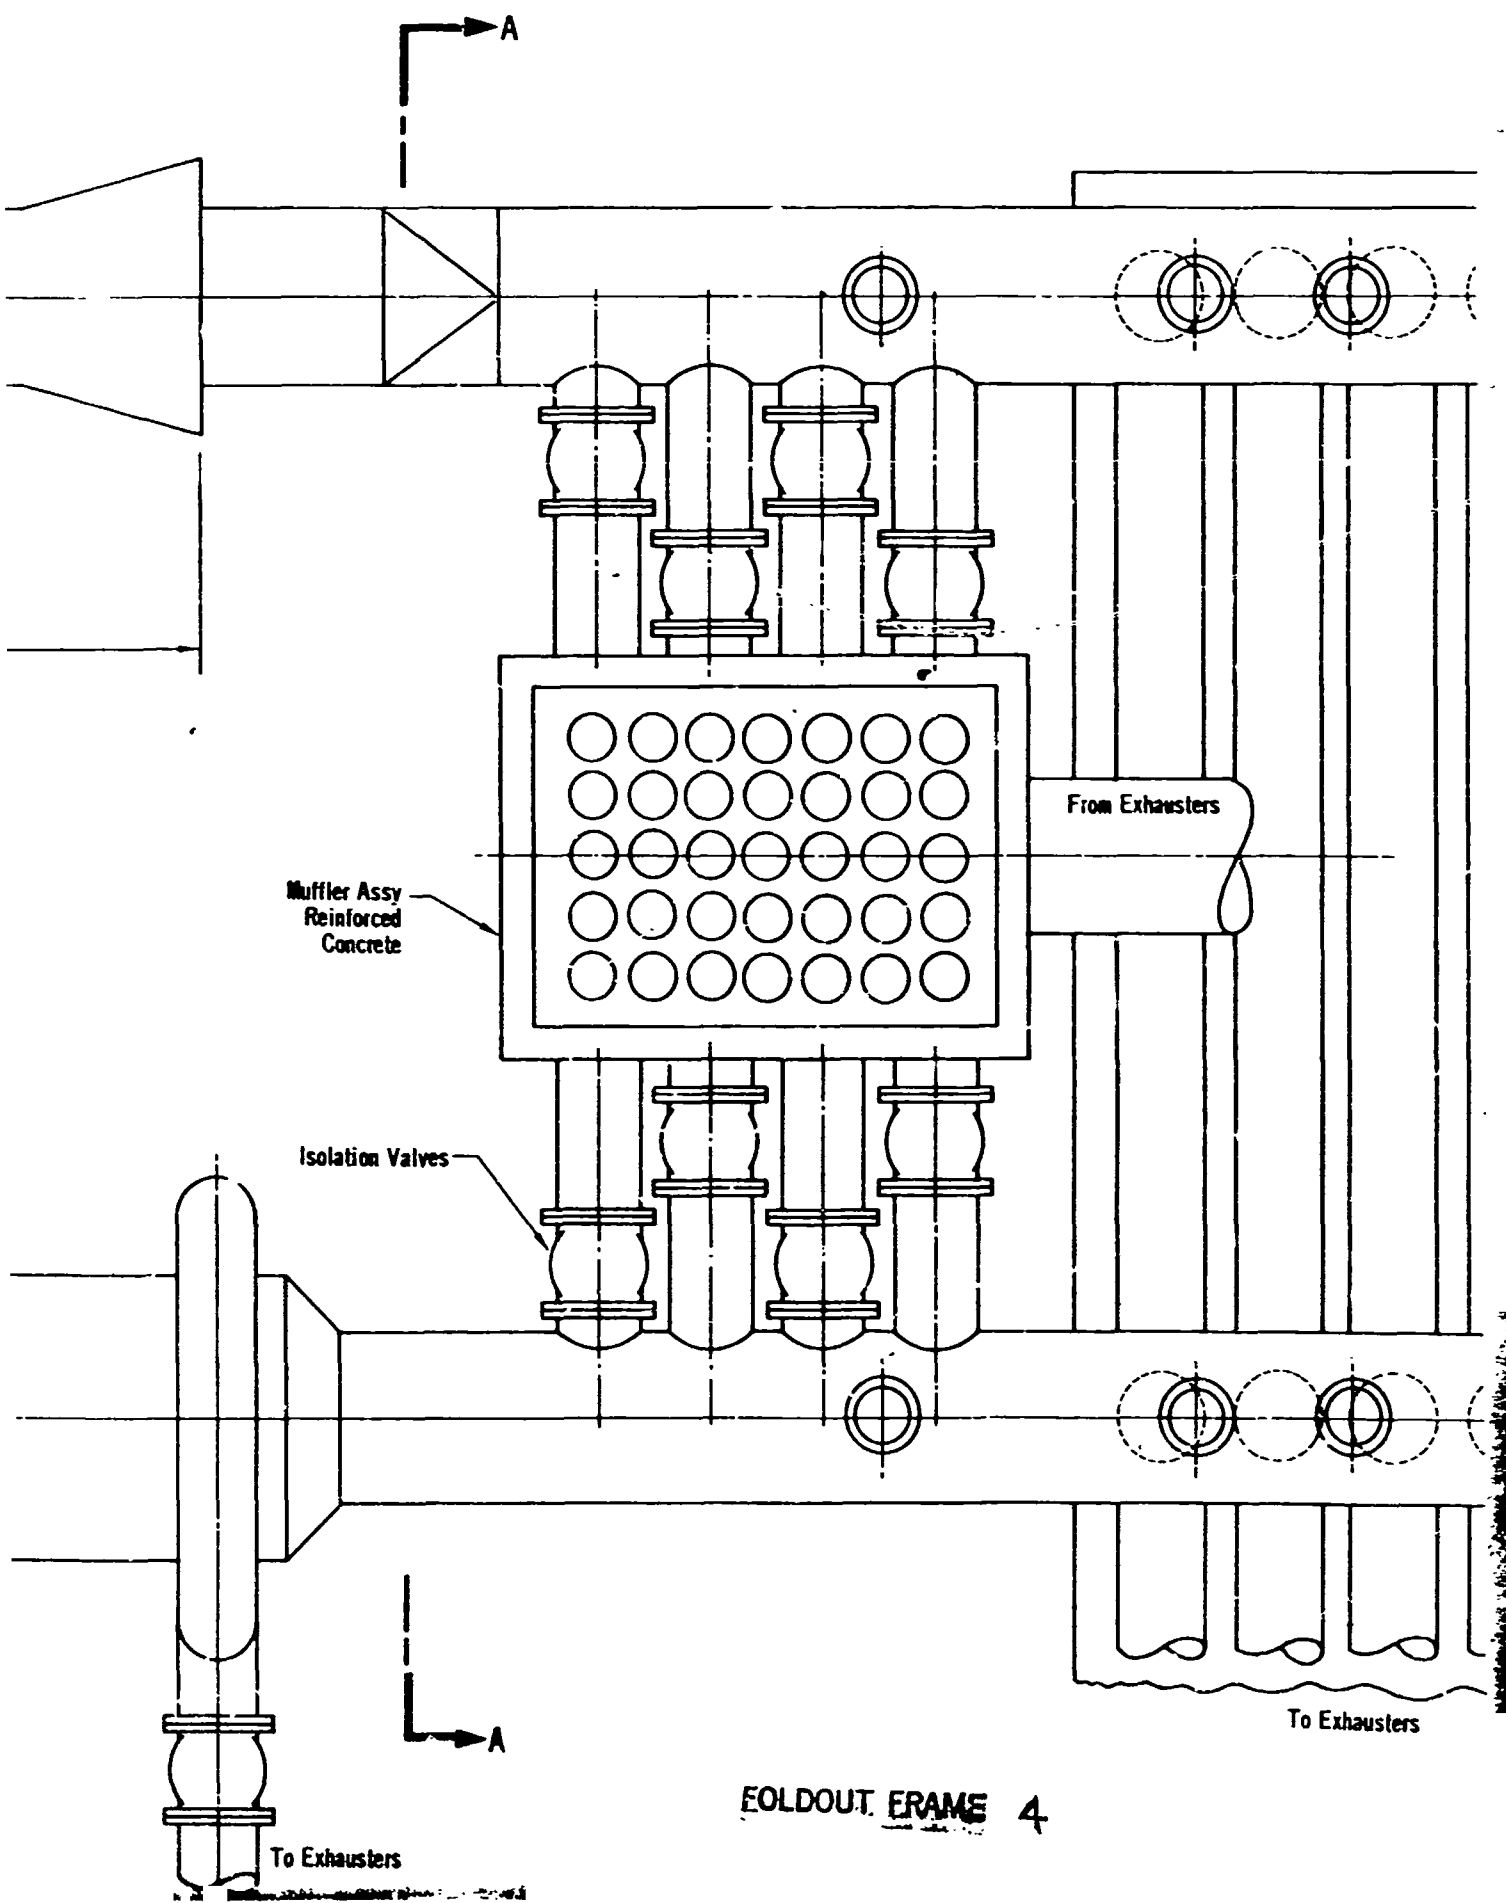 A
From Exhausters
Muffler Assy
Reinforced
Concrete
Isolation Valves
To Exhausters
A
FOLDOUT FRAME 4
To Exhausters